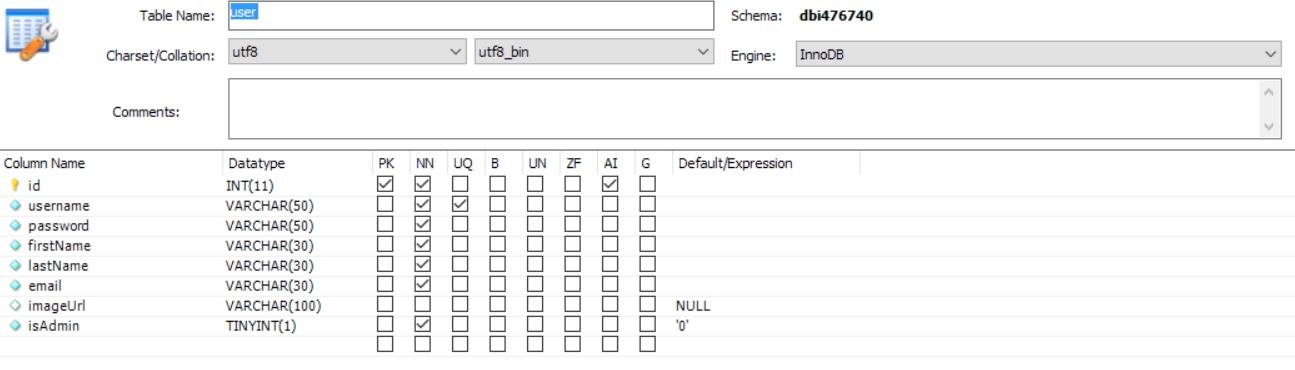 Table Name: user Schema: dbi476740
Charset/Collation: utf8 utf8_bin Engine: InnoDB
Comments:
Column Name Datatype PK NN UQ B UN ZF AI G Default/Expression
id INT(11)
username VARCHAR(50)
password VARCHAR(50)
firstName VARCHAR(30)
lastName VARCHAR(30)
email VARCHAR(30)
imageUrl VARCHAR(100) NULL
isAdmin TINYINT(1) '0'